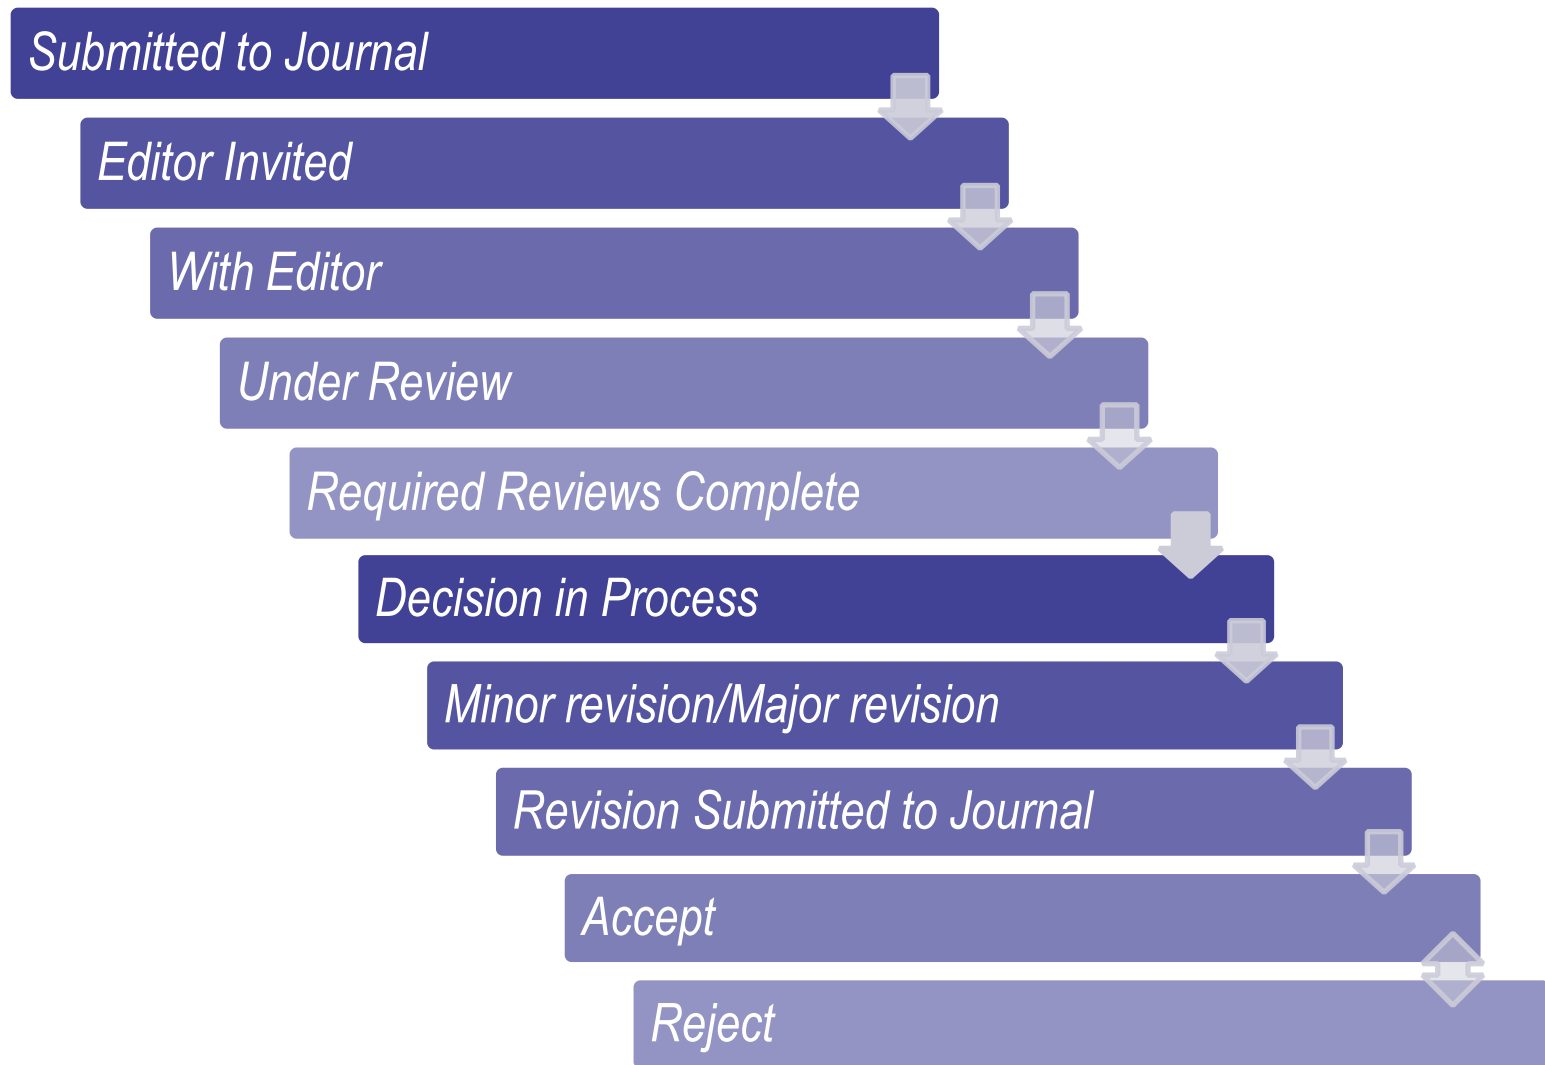 Submitted to Journal
Editor Invited
With Editor
Under Review
Required Reviews Complete
Decision in Process
Minor revision/Major revision
Revision Submitted to Journal
Accept
Reject